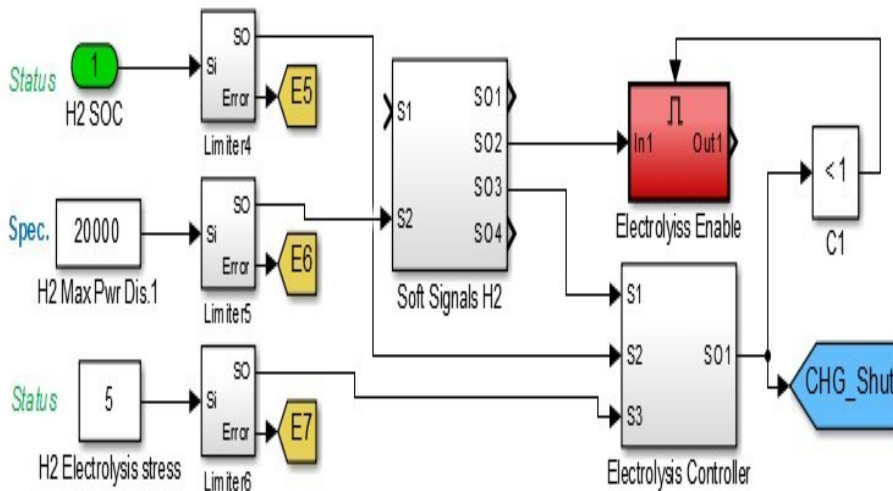 Status
1
H2 SOC
Si
SO
Error
E5
Limiter4
Spec.
20000
H2 Max Pwr Dis.1
Si
SO
Error
E6
Limiter5
Status
5
H2 Electrolysis stress
Si
SO
Error
E7
Limiter6
S1
S2
SO1
SO2
SO3
SO4
Soft Signals H2
In1
Out1
Electrolyiss Enable
< 1
C1
S1
S2
S3
SO1
Electrolysis Controller
CHG_Shut